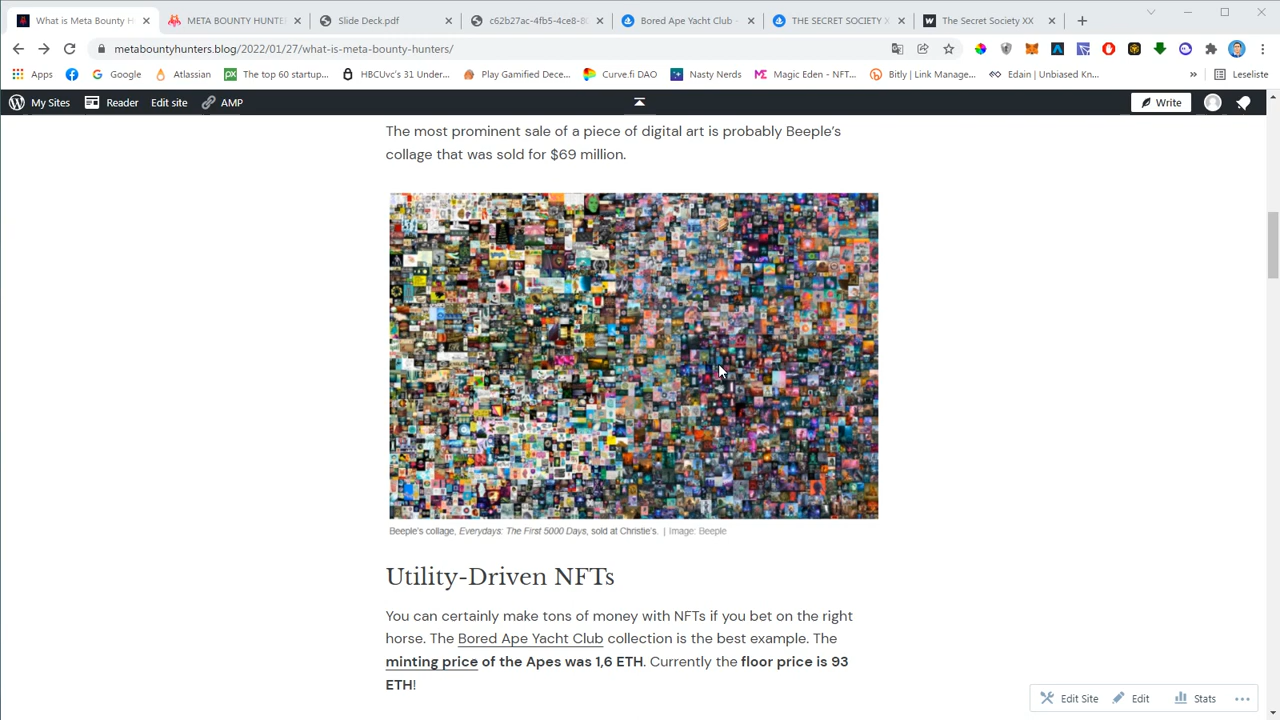 What is Meta Bounty H
META BOUNTY HUNTE
Slide Deck.pdf
c62b27ac-4fb5-4ce8-80
Bored Ape Yacht Club -
THE SECRET SOCIETY X
The Secret Society XX
metabountyhunters.blog/2022/01/27/what-is-meta-bounty-hunters/
Apps
Google
Atlassian
The top 60 startup...
HBCUvc's 31 Under...
Play Gamified Dece...
Curve.fi DAO
Nasty Nerds
Magic Eden - NFT...
Bitly | Link Manage...
Edain | Unbiased Kn...
»
Leseliste
My Sites
Reader
Edit site
AMP
Write
The most prominent sale of a piece of digital art is probably Beeple's
collage that was sold for $69 million.
Beeple's collage, Everydays: The First 5000 Days, sold at Christie's. | Image: Beeple
Utility-Driven NFTs
You can certainly make tons of money with NFTs if you bet on the right
horse. The Bored Ape Yacht Club collection is the best example. The
minting price of the Apes was 1,6 ETH. Currently the floor price is 93
ETH!
Edit Site
Edit
Stats